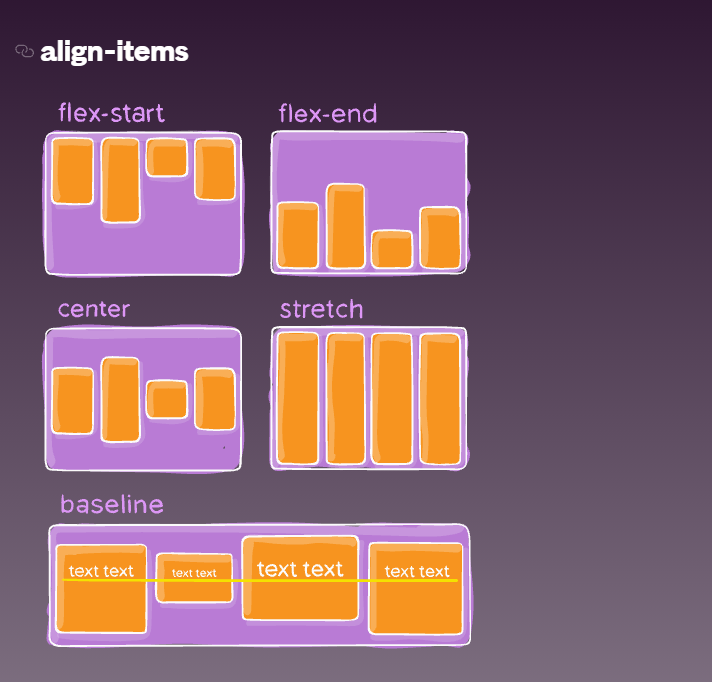 align-items
flex-start
flex-end
center
stretch
baseline
text text
text text
text text
text text